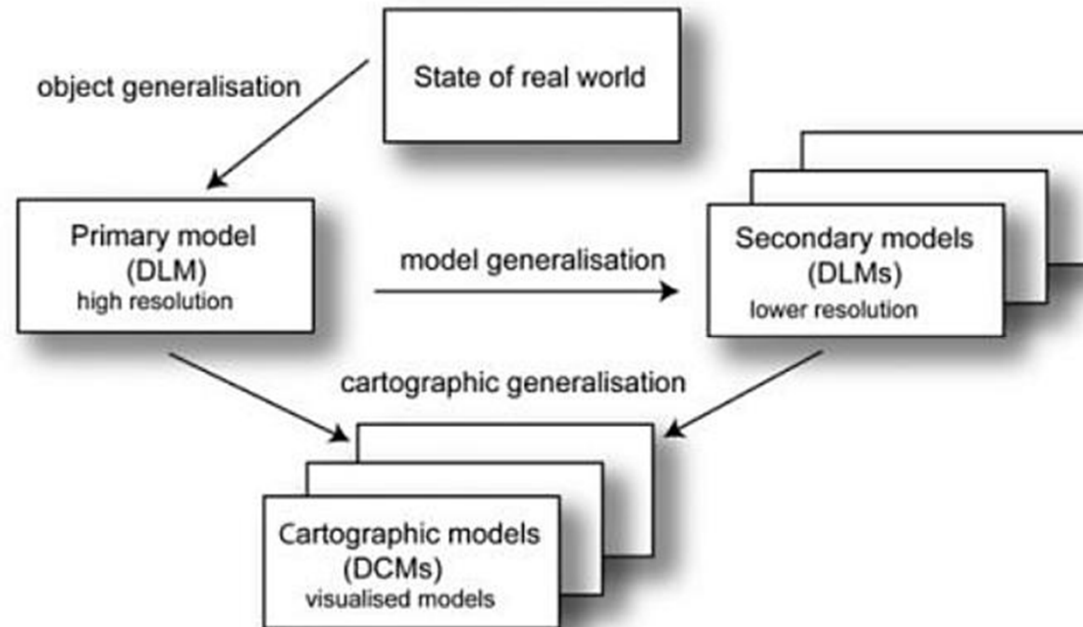 State of real world
object generalisation
Primary model
(DLM)
high resolution
model generalisation
Secondary models
(DLMs)
lower resolution
cartographic generalisation
Cartographic models
(DCMs)
visualised models